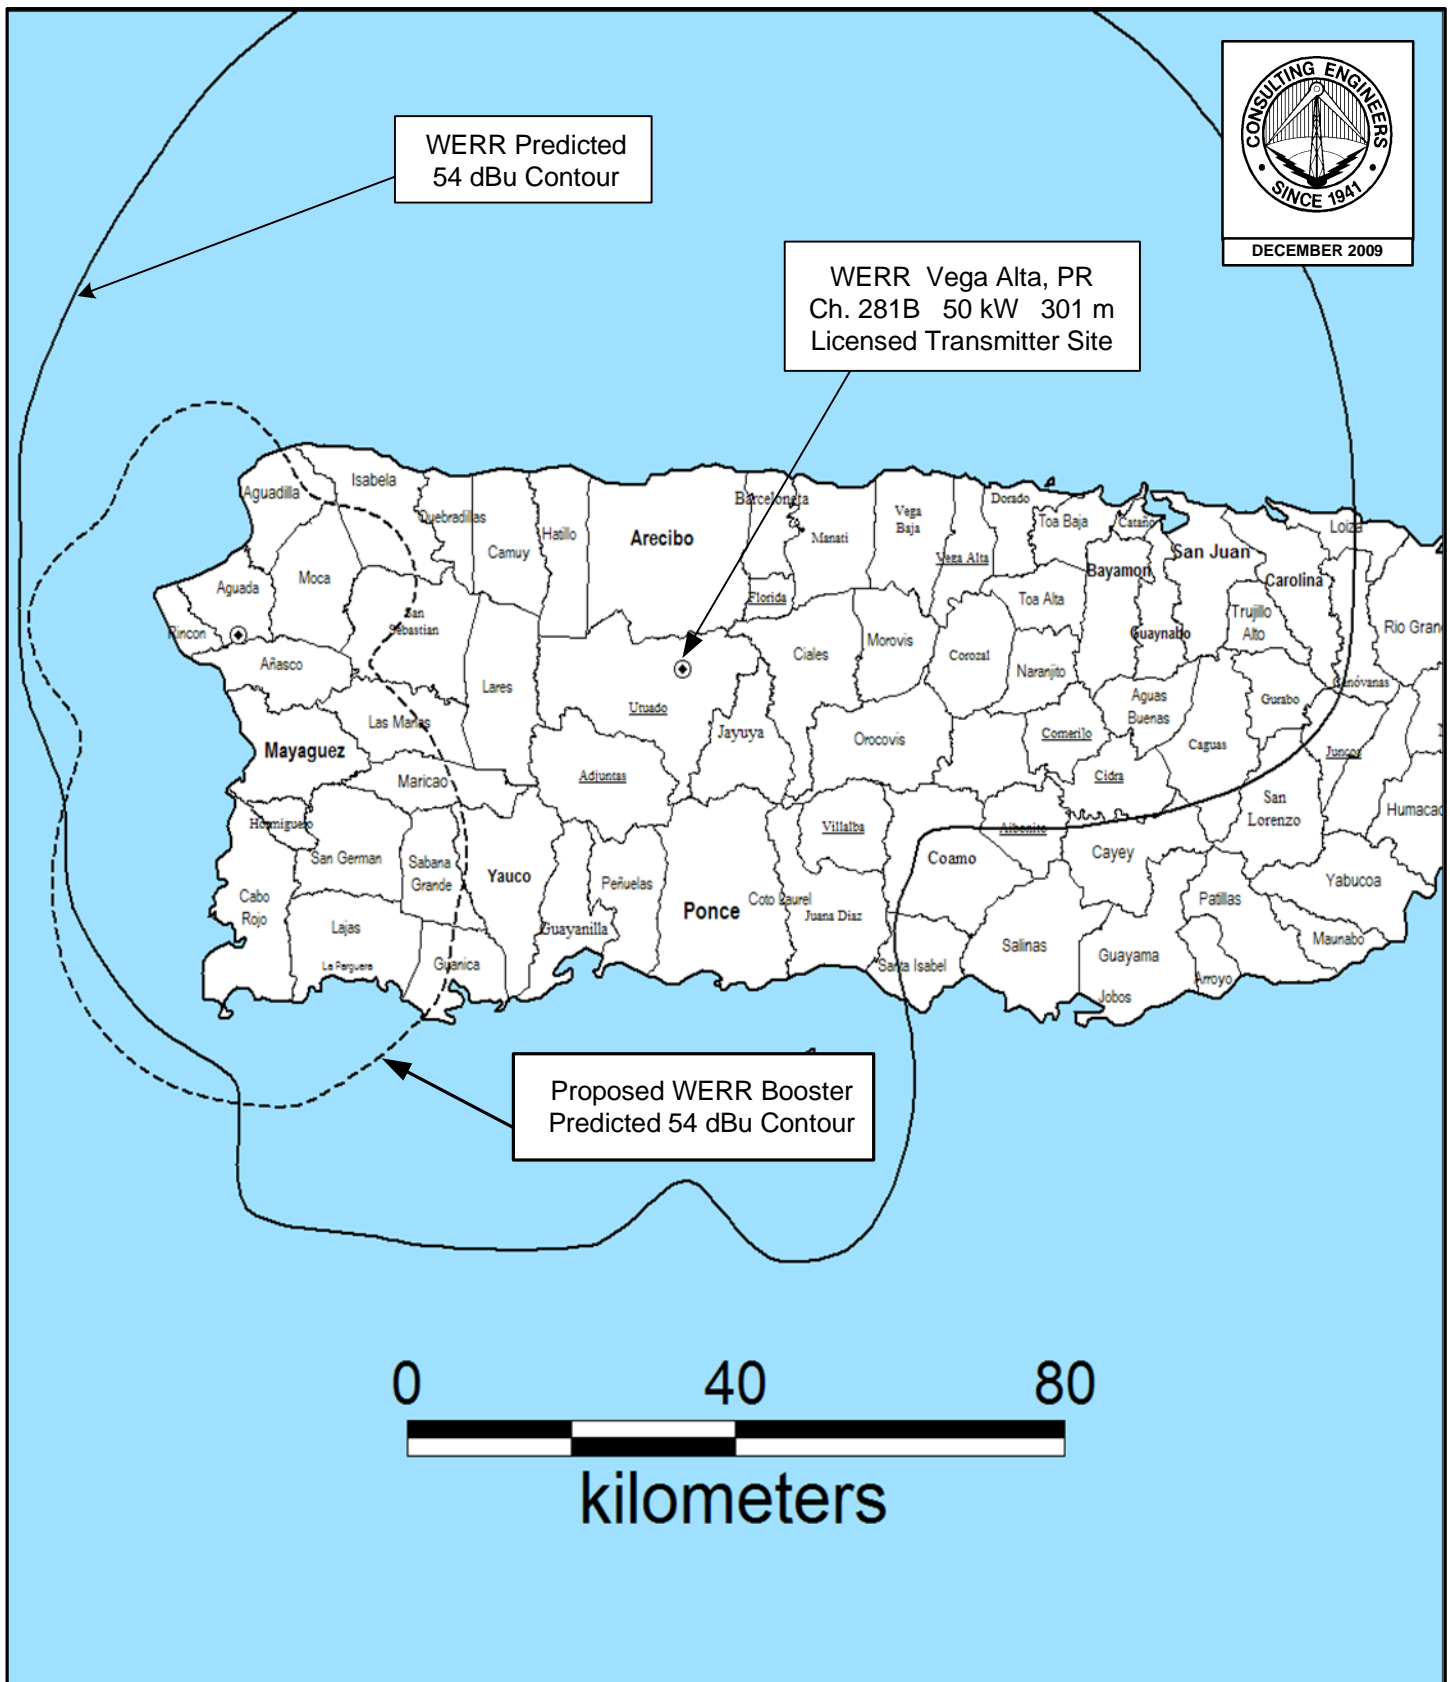 CONSULTING ENGINEERS
• SINCE 1941 •
DECEMBER 2009
WERR Predicted
54 dBu Contour
WERR Vega Alta, PR
Ch. 281B 50 kW 301 m
Licensed Transmitter Site
Aguadilla
Isabela
Quebradillas
Camuy
Hatillo
Arecibo
Barceloneta
Manati
Vega
Baja
Vega Alta
Dorado
Toa Baja
Cataño
San Juan
Loiza
Bayamon
Carolina
Moca
Aguada
Rincon
San
Sebastian
Florida
Toa Alta
Guaynabo
Trujillo
Alto
Rio Gran
Añasco
Lares
Utuado
Ciales
Morovis
Corozal
Naranjito
Aguas
Buenas
Gurabo
Canóvanas
Las Marias
Mayaguez
Maricao
Adjuntas
Jayuya
Orocovis
Comerilo
Cidra
Caguas
Juncos
San
Lorenzo
Humacao
Hormiguero
San German
Sabana
Grande
Yauco
Peñuelas
Villalba
Coamo
Aibonito
Cayey
Yabucoa
Cabo
Rojo
Lajas
La Parguera
Guanica
Guayanilla
Ponce
Coto Laurel
Juana Diaz
Santa Isabel
Salinas
Guayama
Jobos
Patillas
Arroyo
Maunabo
Proposed WERR Booster
Predicted 54 dBu Contour
0 40 80
kilometers